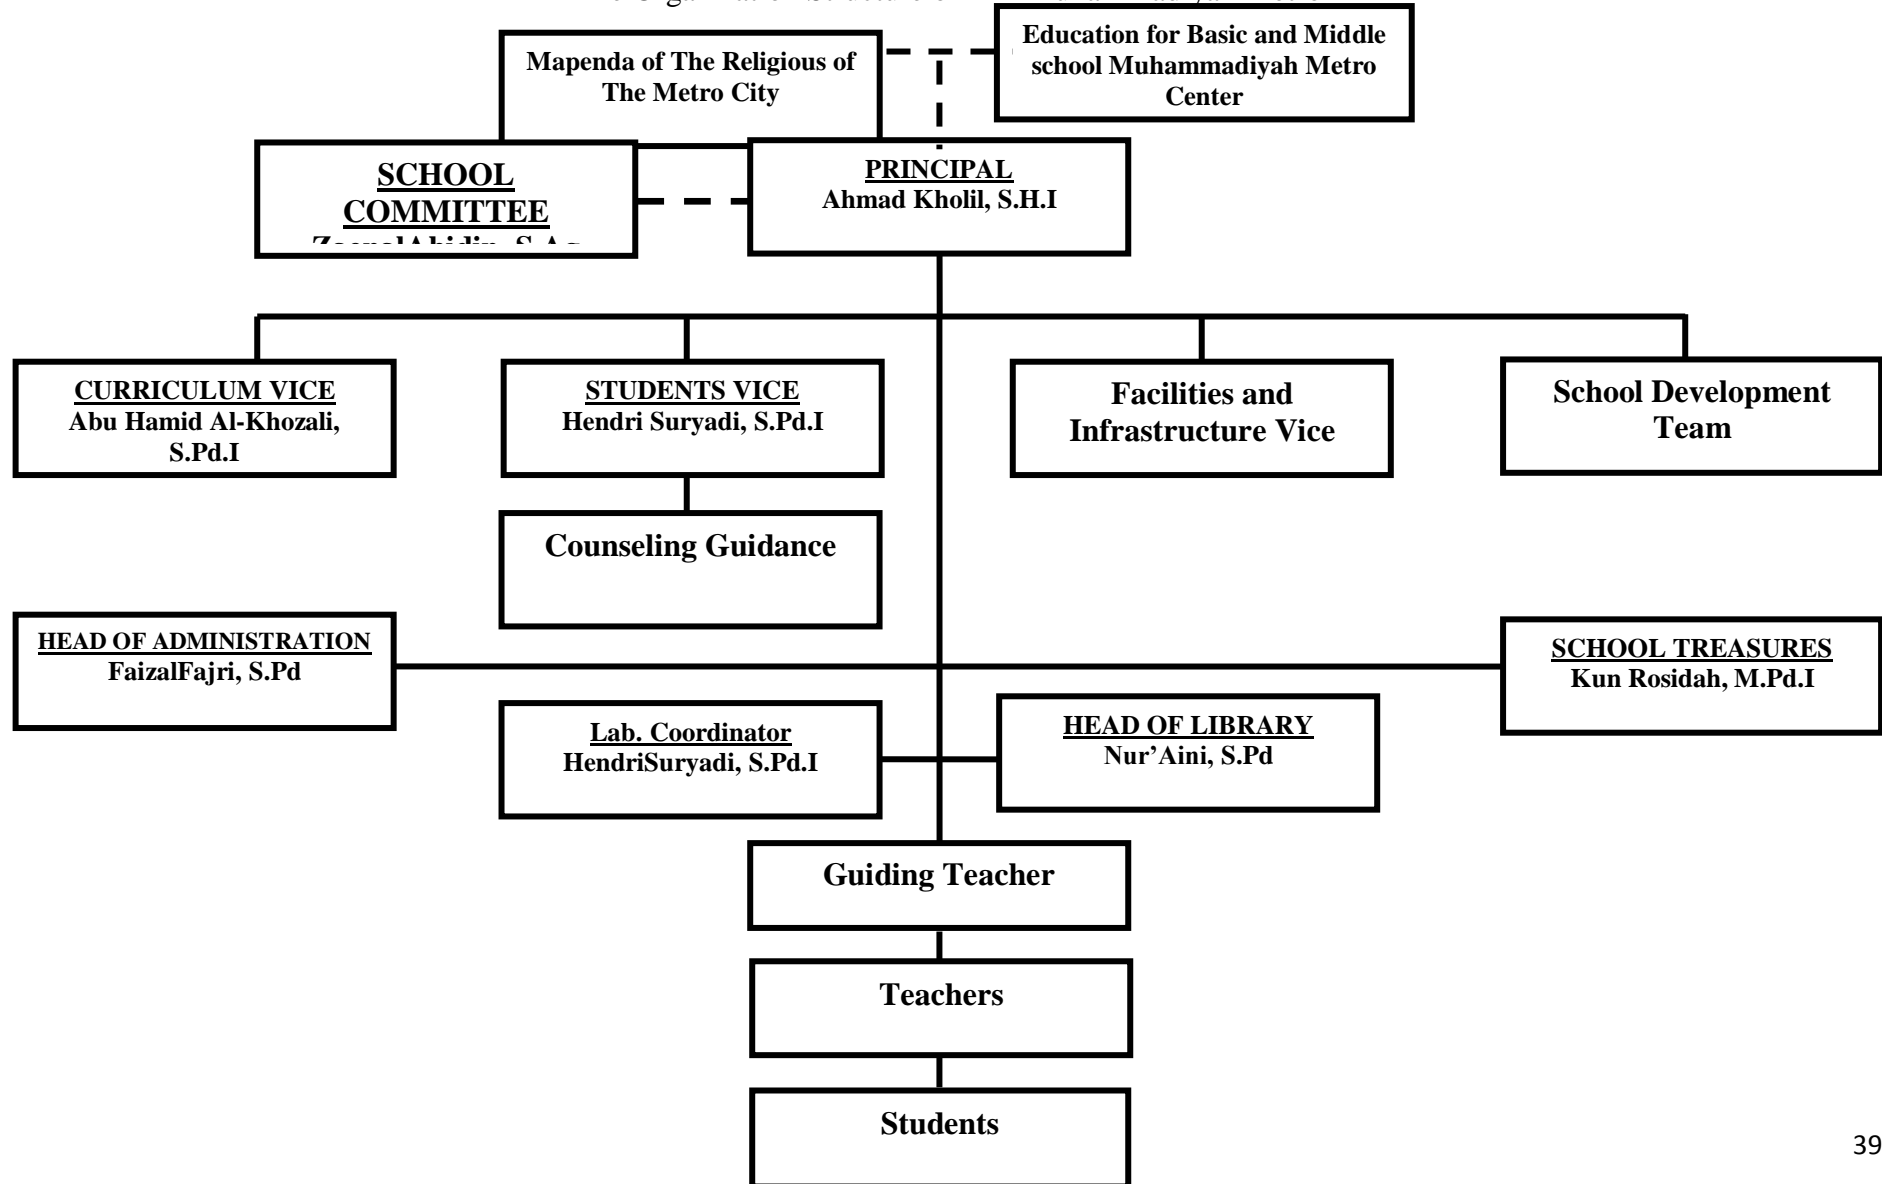 Mapenda of The Religious of
The Metro City
Education for Basic and Middle
school Muhammadiyah Metro
Center
SCHOOL
COMMITTEE
PRINCIPAL
Ahmad Kholil, S.H.I
CURRICULUM VICE
Abu Hamid Al-Khozali,
S.Pd.I
STUDENTS VICE
Hendri Suryadi, S.Pd.I
Facilities and
Infrastructure Vice
School Development
Team
Counseling Guidance
HEAD OF ADMINISTRATION
FaizalFajri, S.Pd
SCHOOL TREASURES
Kun Rosidah, M.Pd.I
Lab. Coordinator
HendriSuryadi, S.Pd.I
HEAD OF LIBRARY
Nur’Aini, S.Pd
Guiding Teacher
Teachers
Students
39